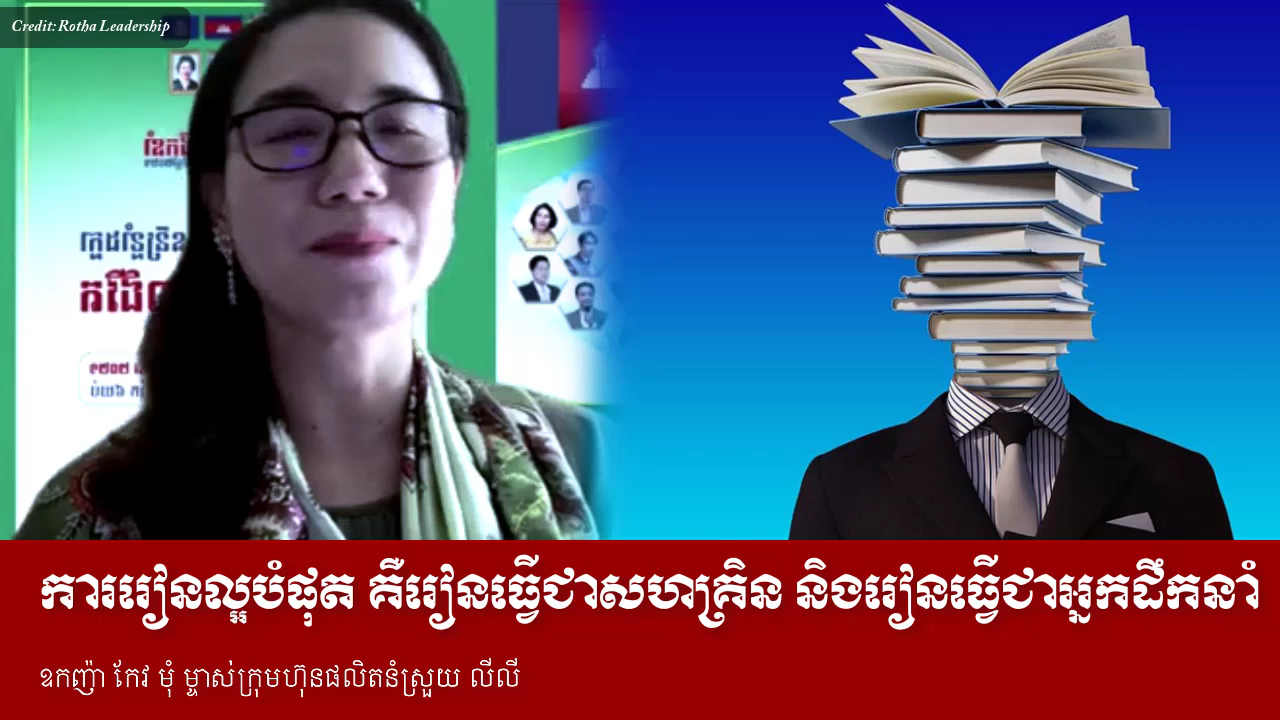 Credit: Rotha Leadership
ការរៀនល្អបំផុត គឺរៀនធ្វើជាសហគ្រិន និងរៀនធ្វើជាអ្នកដឹកនាំ
ឧកញ៉ា កែវ មុំ ម្ចាស់ក្រុមហ៊ុនផលិតនំស្រួយ លីលី